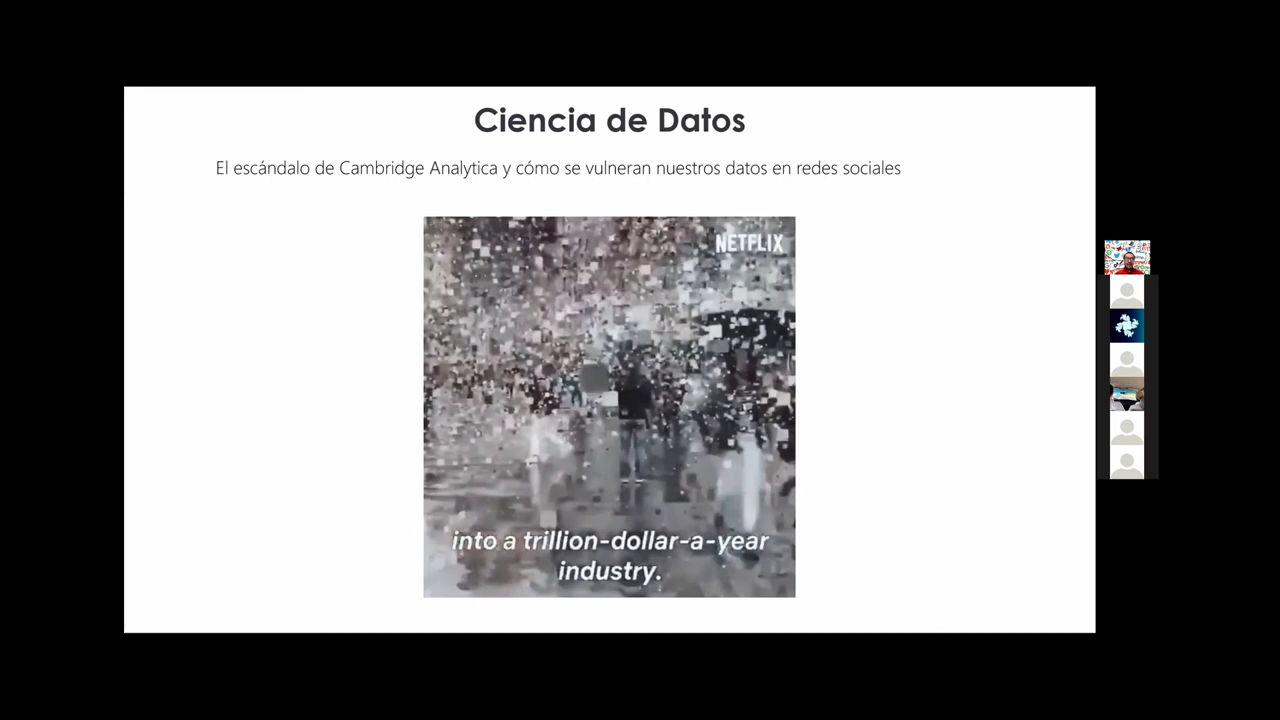 Ciencia de Datos
El escándalo de Cambridge Analytica y cómo se vulneran nuestros datos en redes sociales
NETFLIX
into a trillion-dollar-a-year
industry.